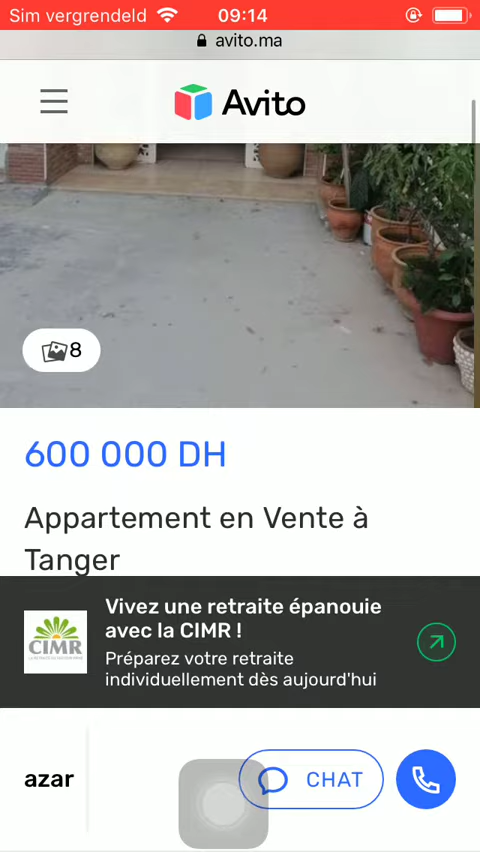 Sim vergrendeld 09:14
avito.ma
Avito
8
600 000 DH
Appartement en Vente à
Tanger
Vivez une retraite épanouie
avec la CIMR !
CIMR
Préparez votre retraite
individuellement dès aujourd'hui
azar
CHAT